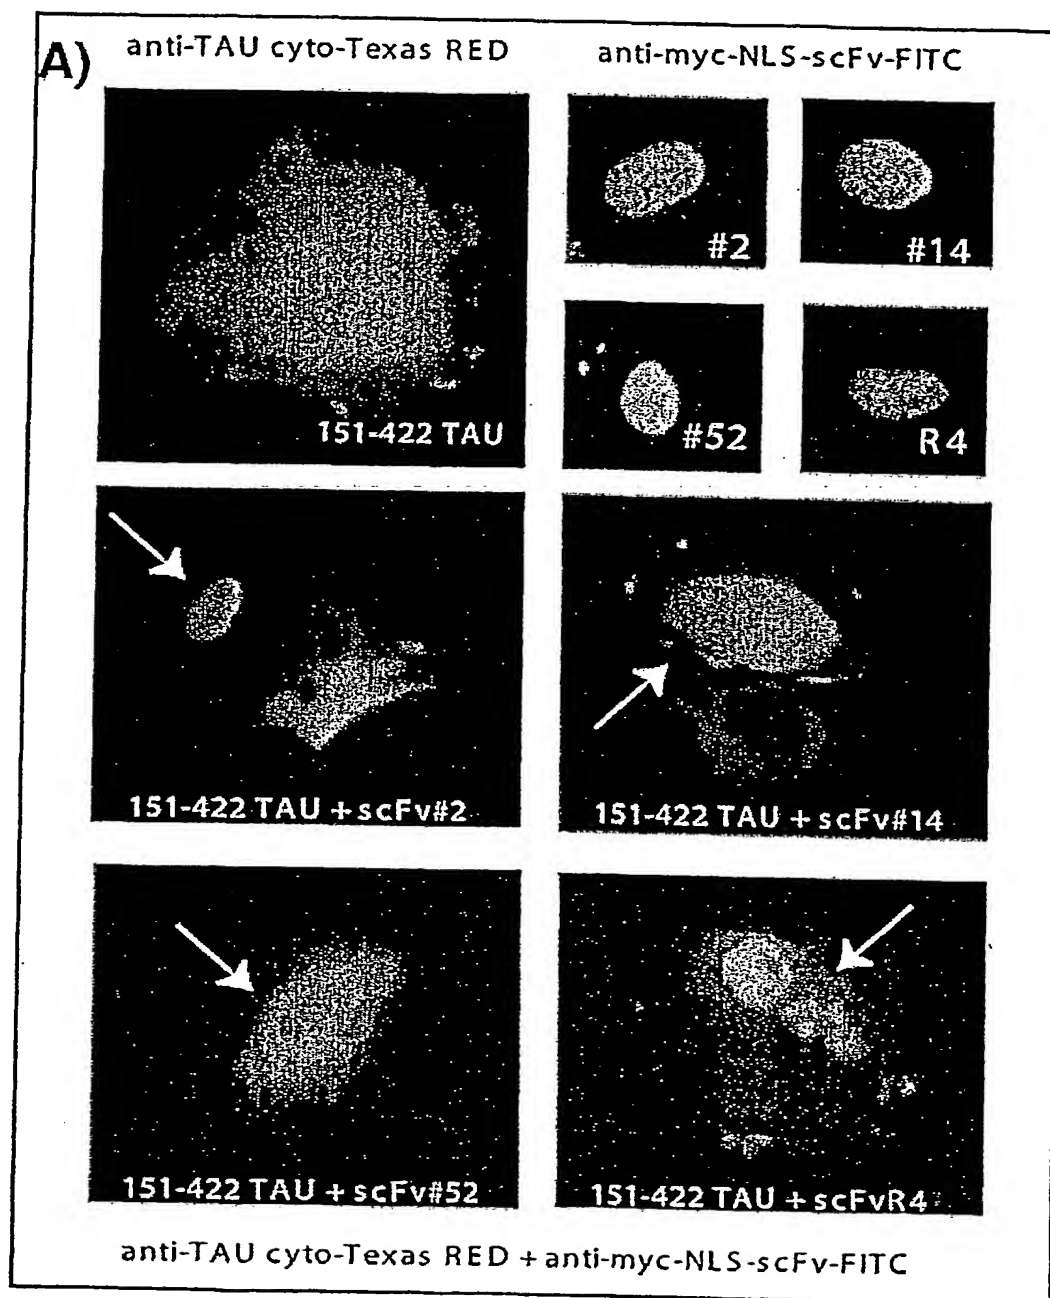 A)
anti-TAU cyto-Texas RED
anti-myc-NLS-scFv-FITC
151-422 TAU
#2
#14
#52
R4
151-422 TAU + scFv#2
151-422 TAU + scFv#14
151-422 TAU + scFv#52
151-422 TAU + scFvR4
anti-TAU cyto-Texas RED + anti-myc-NLS-scFv-FITC